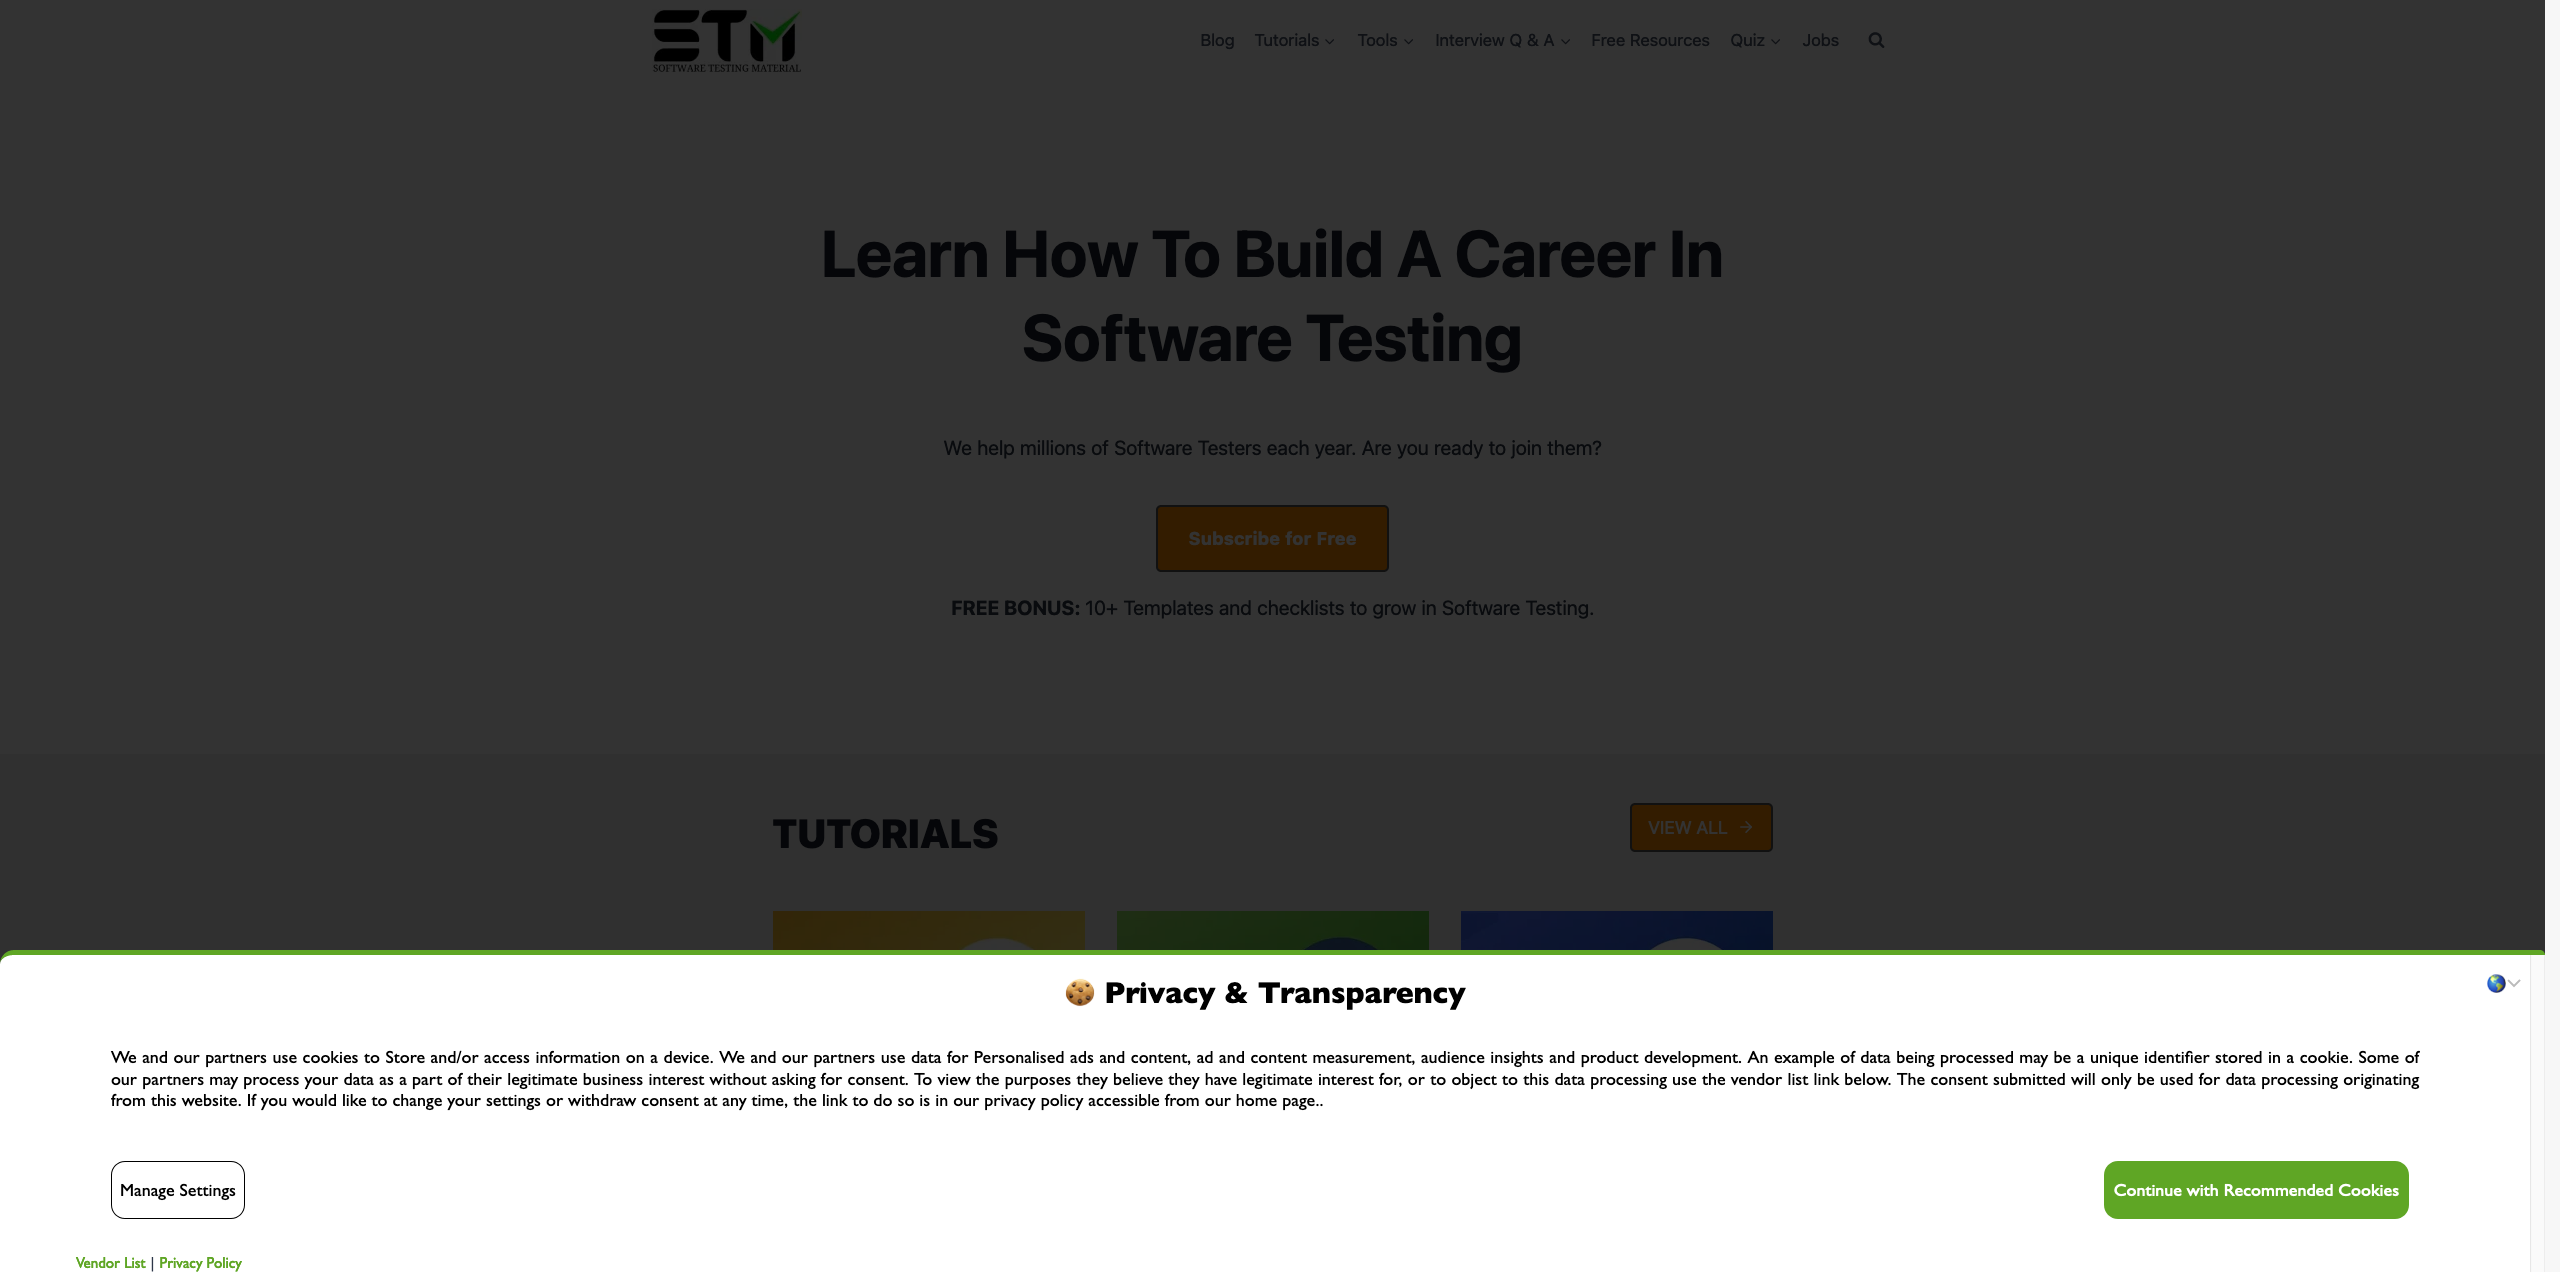 STM
SOFTWARE TESTING MATERIAL
Blog Tutorials Tools Interview Q & A Free Resources Quiz Jobs
Learn How To Build A Career In
Software Testing
We help millions of Software Testers each year. Are you ready to join them?
Subscribe for Free
FREE BONUS: 10+ Templates and checklists to grow in Software Testing.
TUTORIALS
VIEW ALL →
🍪 Privacy & Transparency
We and our partners use cookies to Store and/or access information on a device. We and our partners use data for Personalised ads and content, ad and content measurement, audience insights and product development. An example of data being processed may be a unique identifier stored in a cookie. Some of
our partners may process your data as a part of their legitimate business interest without asking for consent. To view the purposes they believe they have legitimate interest for, or to object to this data processing use the vendor list link below. The consent submitted will only be used for data processing originating
from this website. If you would like to change your settings or withdraw consent at any time, the link to do so is in our privacy policy accessible from our home page..
Manage Settings
Continue with Recommended Cookies
Vendor List | Privacy Policy